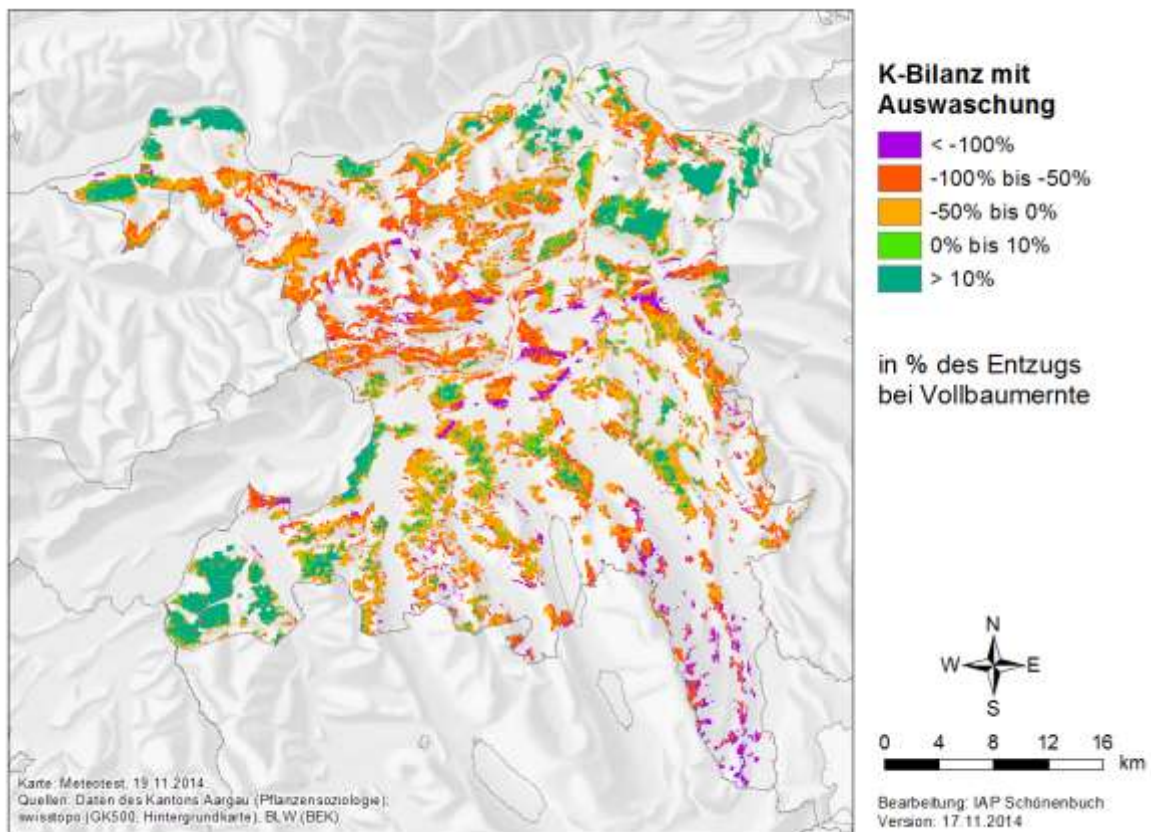 K-Bilanz mit
Auswaschung
< -100%
-100% bis -50%
-50% bis 0%
0% bis 10%
> 10%
in % des Entzugs
bei Vollbaumernte
N
W E
S
0 4 8 12 16
km
Karte: Meteotest, 19.11.2014.
Quellen: Daten des Kantons Aargau (Pflanzensoziologie);
swisstopo (GK500, Hintergrundkarte), BLW (BEK)
Bearbeitung: IAP Schönenbuch
Version: 17.11.2014